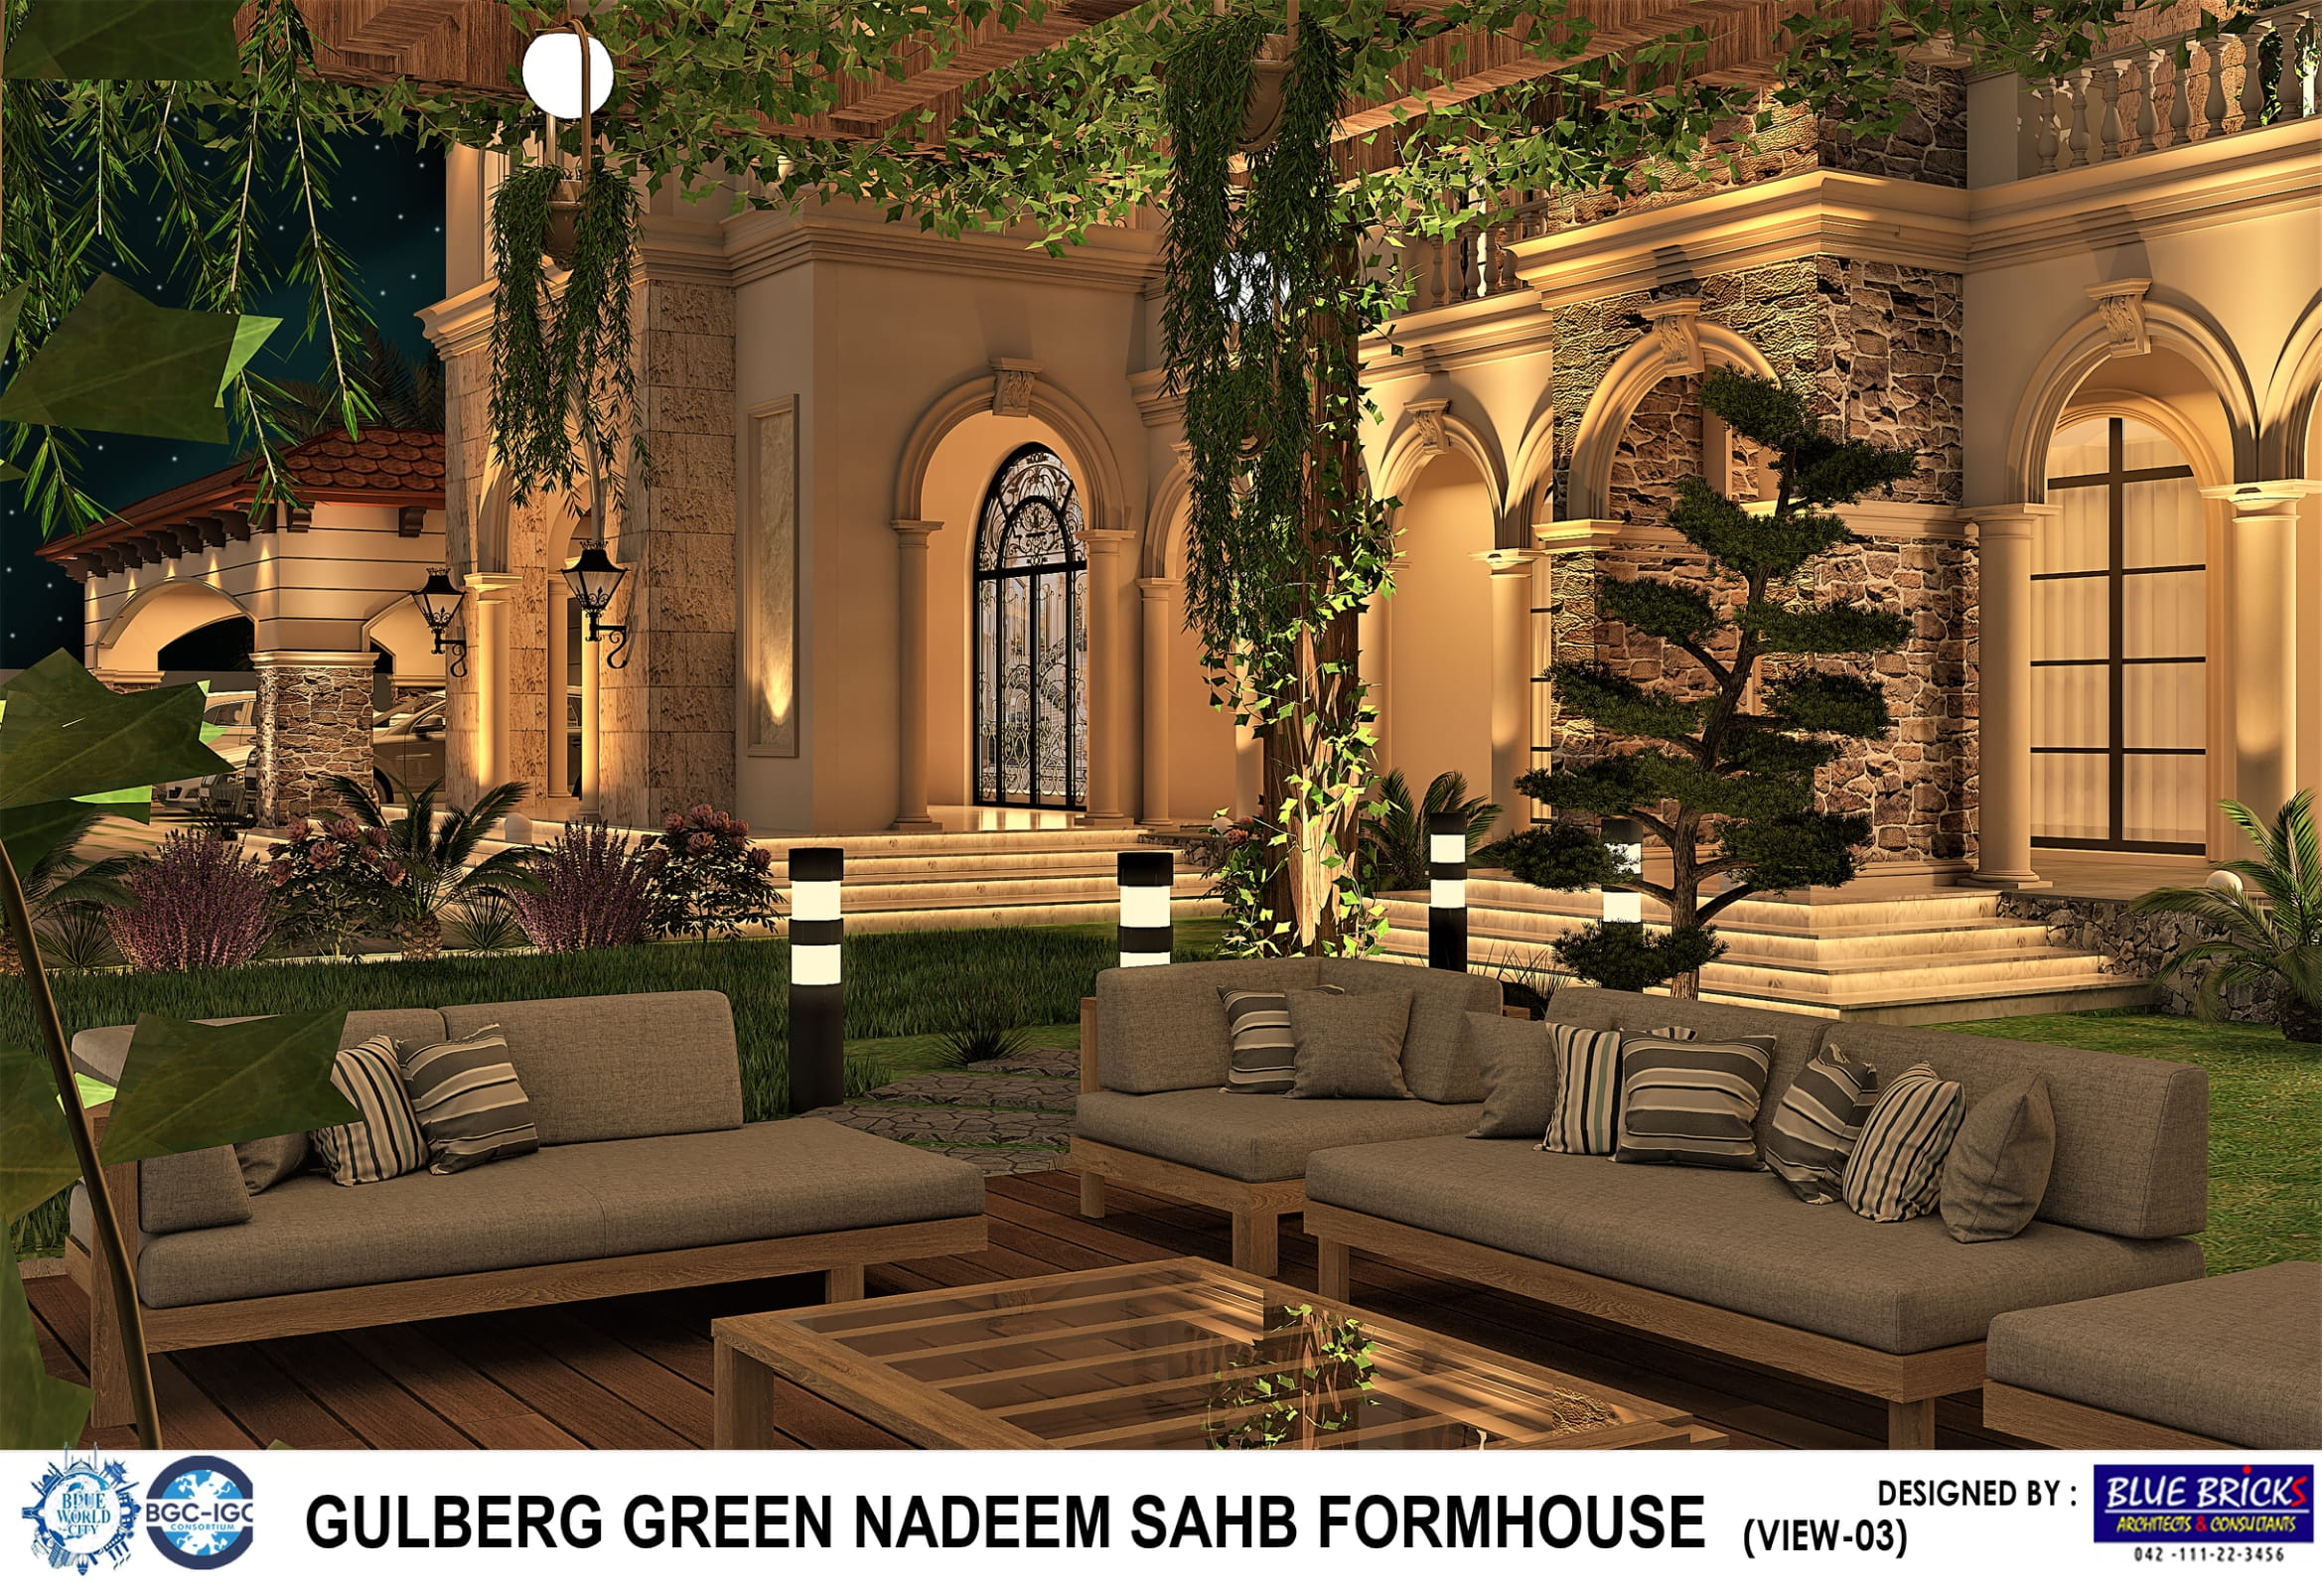 BLUE
WORLD
CITY
BGC-IGC
CONSORTIUM
GULBERG GREEN NADEEM SAHB FORMHOUSE
(VIEW-03)
DESIGNED BY :
BLUE BRICKS
ARCHITECTS & CONSULTANTS
042 -111-22-3456